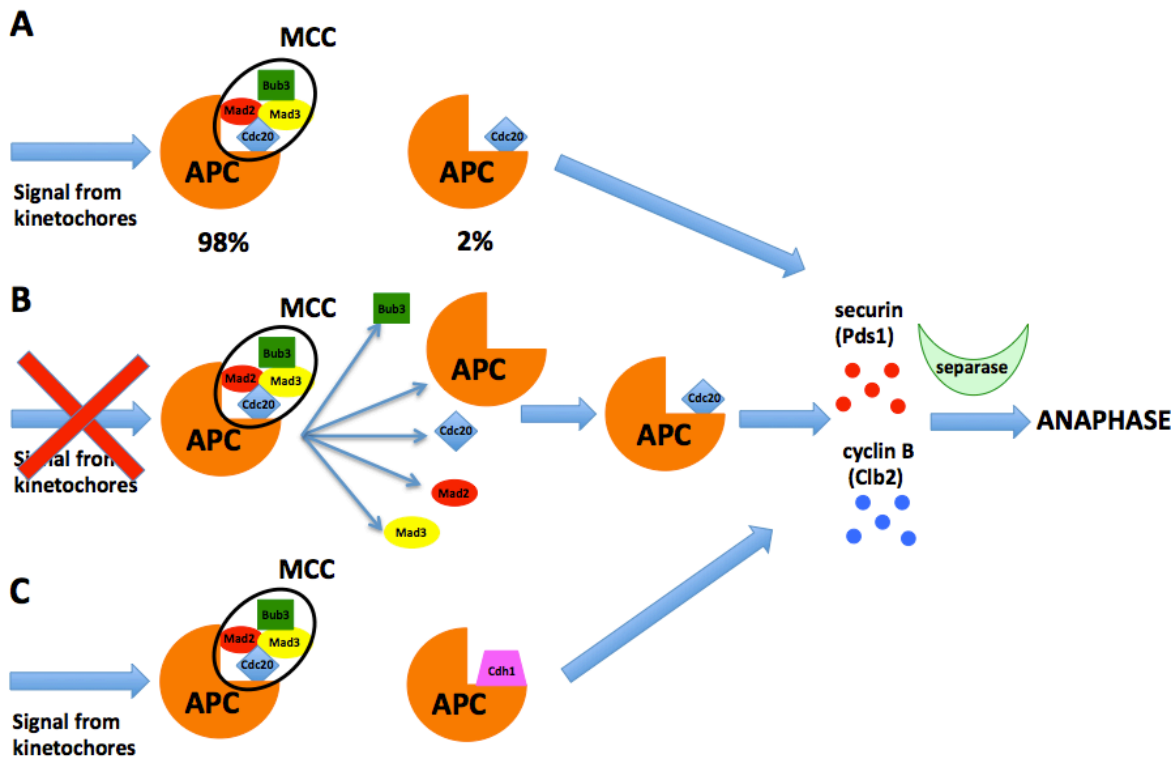 A
MCC
Bub3
Mad2
Mad3
Cdc20
APC
Signal from
kinetochores
98%
Cdc20
APC
2%
B
MCC
Bub3
Mad2
Mad3
Cdc20
APC
Signal from
kinetochores
Bub3
APC
Cdc20
Mad2
Mad3
Cdc20
APC
securin
(Pds1)
separase
ANAPHASE
cyclin B
(Clb2)
C
MCC
Bub3
Mad2
Mad3
Cdc20
APC
Signal from
kinetochores
Cdh1
APC